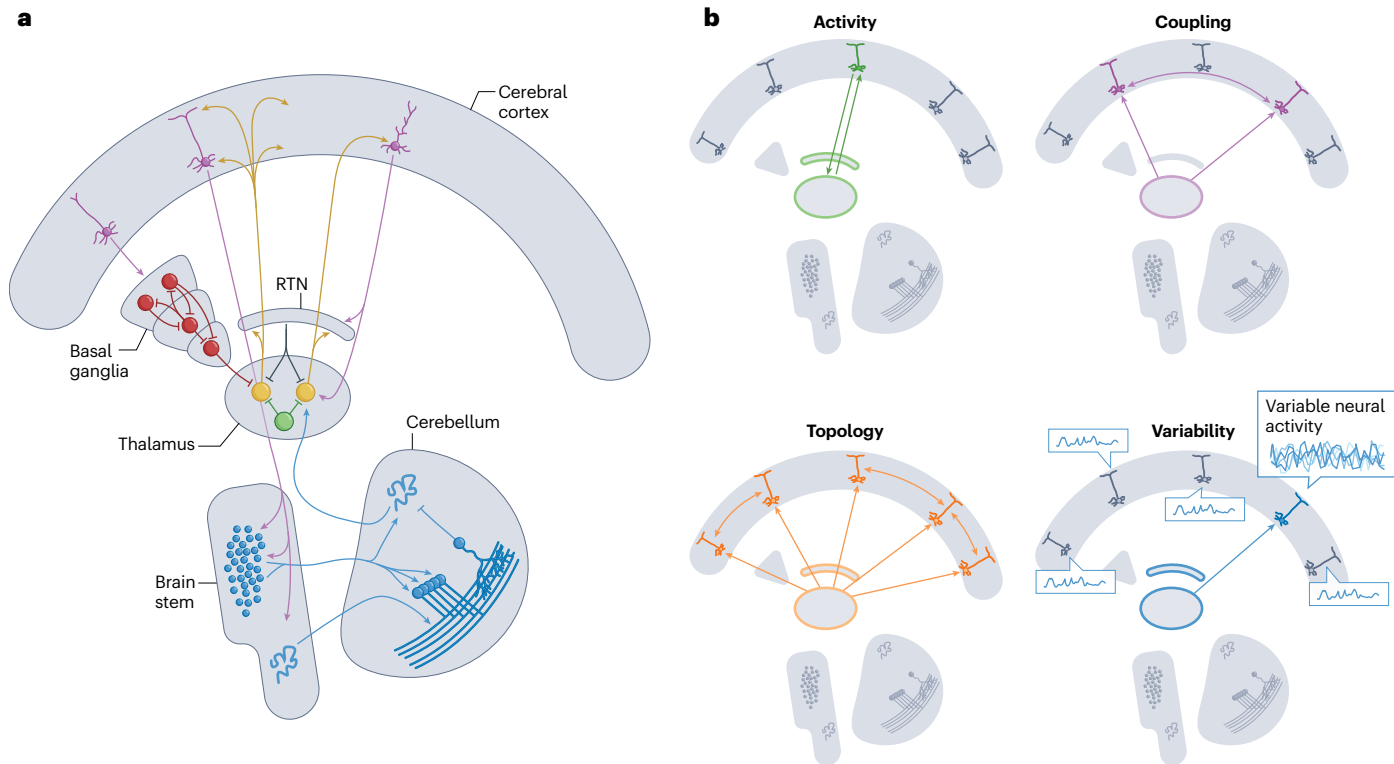 a
Cerebral
cortex
RTN
Basal
ganglia
Thalamus
Cerebellum
Brain
stem
b
Activity
Coupling
Topology
Variability
Variable neural
activity